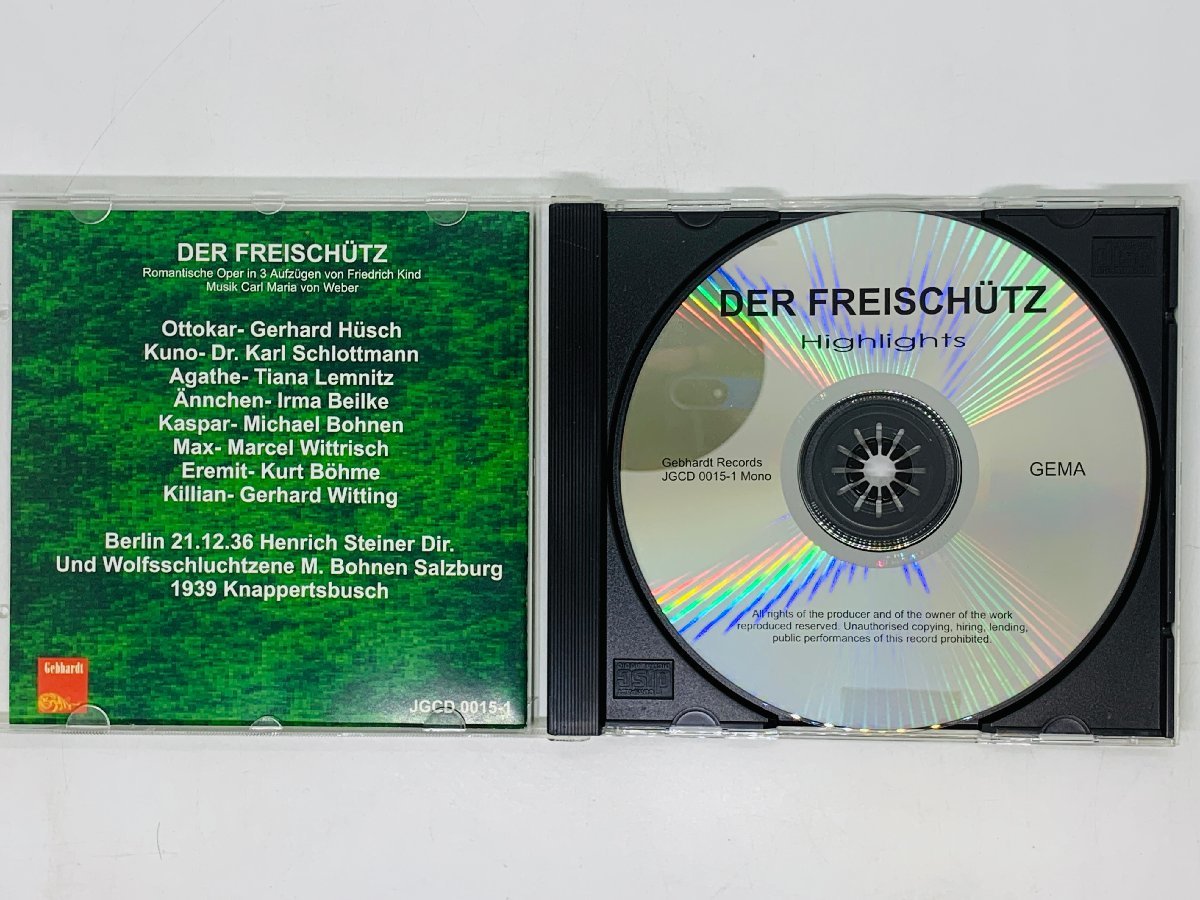 DER FREISCHÜTZ
Romantische Oper in 3 Aufzügen von Friedrich Kind
Musik Carl Maria von Weber
Ottokar- Gerhard Hüsch
Kuno- Dr. Karl Schlottmann
Agathe- Tiana Lemnitz
Ännchen- Irma Beilke
Kaspar- Michael Bohnen
Max- Marcel Wittrisch
Eremit- Kurt Böhme
Killian- Gerhard Witting
Berlin 21.12.36 Henrich Steiner Dir.
Und Wolfsschluchtzene M. Bohnen Salzburg
1939 Knappertsbusch
Gebhardt
JGCD 0015-1
DER FREISCHÜTZ
Highlights
Gebhardt Records
JGCD 0015-1 Mono
GEMA
All rights of the producer and of the owner of the work
reproduced reserved. Unauthorised copying, hiring, lending,
public performances of this record prohibited.